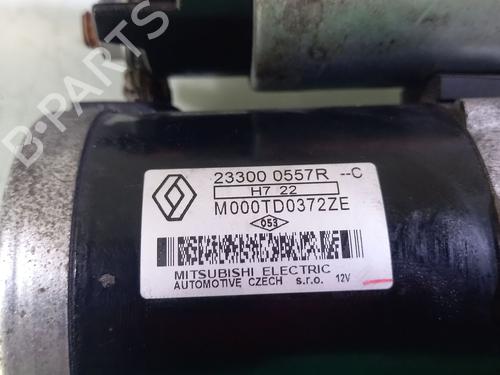 B-PARTS
23300 0557R --C
H7 22
M000TD0372ZE
053
MITSUBISHI ELECTRIC
AUTOMOTIVE CZECH s.r.o. 12V